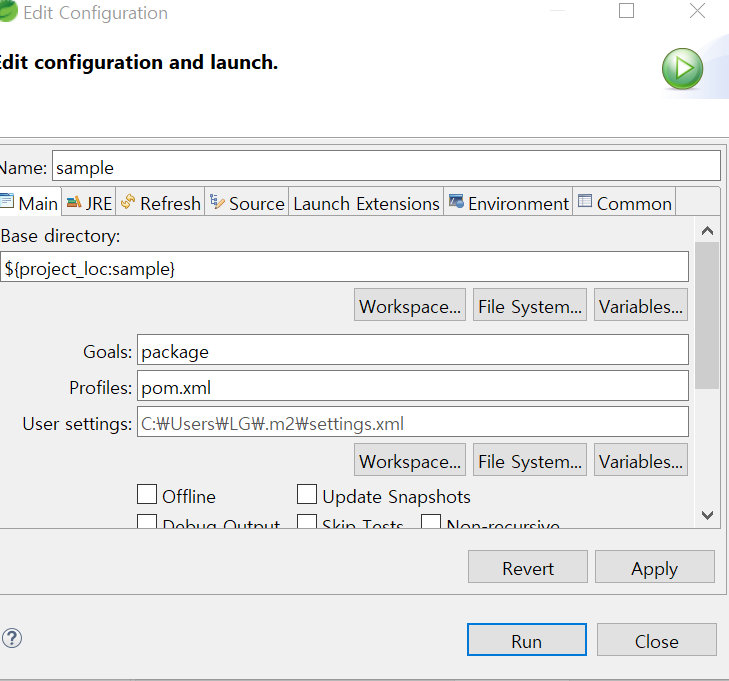 Edit Configuration
Edit configuration and launch.
Name: sample
Main JRE Refresh Source Launch Extensions Environment Common
Base directory:
${project_loc:sample}
Workspace... File System... Variables...
Goals: package
Profiles: pom.xml
User settings: C:₩Users₩LG₩.m2₩settings.xml
Workspace... File System... Variables...
Offline Update Snapshots
Debug Output Skip Tests Non-recursive
Revert Apply
Run Close